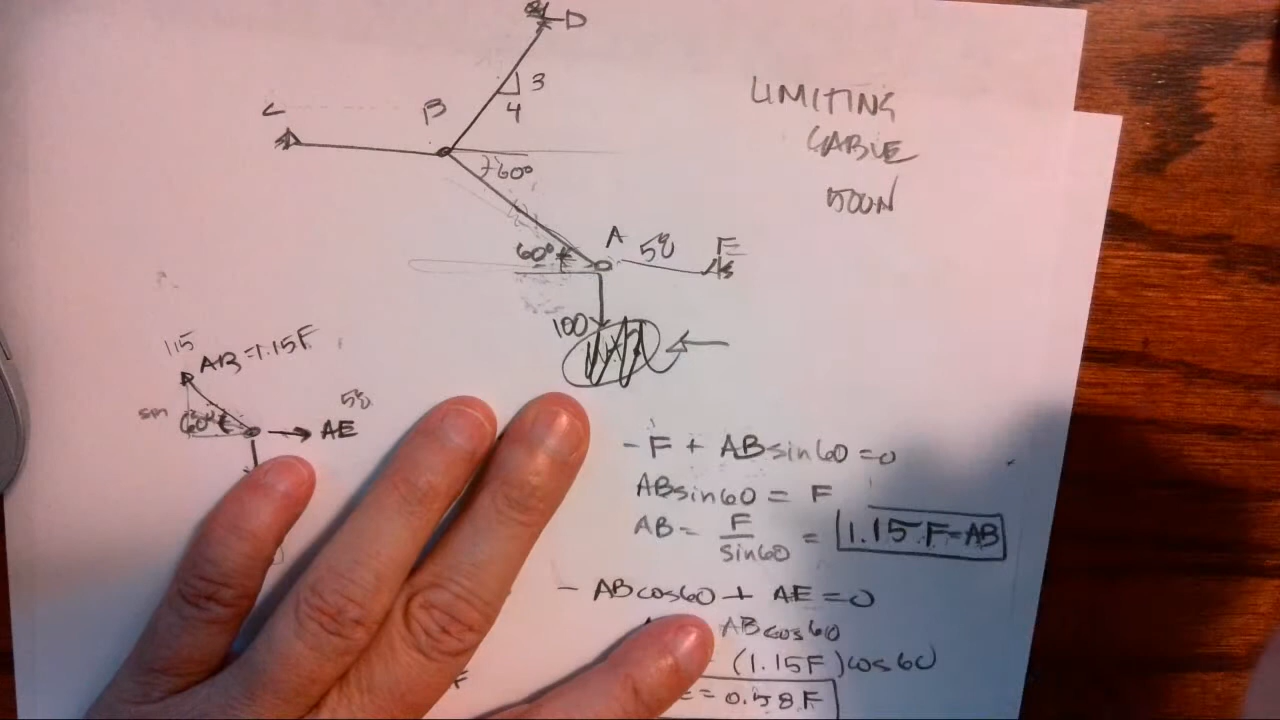 D
3
4
C
B
60°
LIMITING
CABLE
500N
60°
A
58
E
100
115
AB=1.15F
sin
60°
58
AE
-F + ABsin60=0
ABsin60 = F
AB= F/sin60 = 1.15F=AB
- ABcos60 + AE=0
ABcos60
(1.15F)cos60
= 0.58F